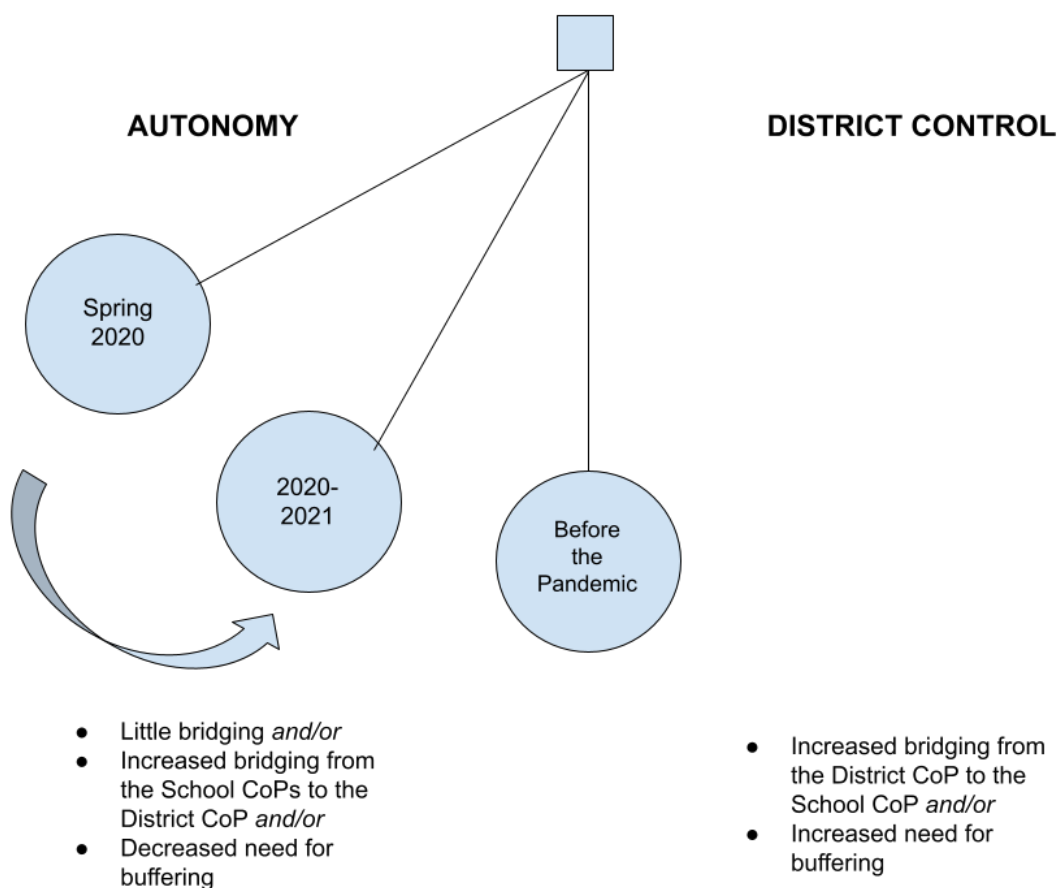 AUTONOMY
DISTRICT CONTROL
Spring
2020
2020-
2021
Before
the
Pandemic
● Little bridging and/or
● Increased bridging from
the School CoPs to the
District CoP and/or
● Decreased need for
buffering
● Increased bridging from
the District CoP to the
School CoP and/or
● Increased need for
buffering